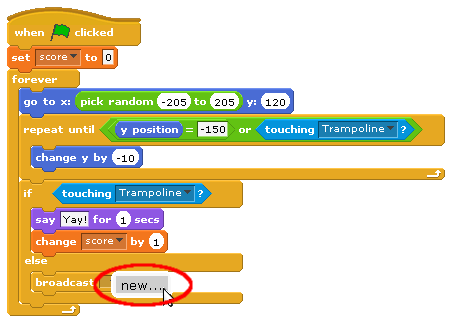 when clicked
set score to 0
forever
go to x: pick random -205 to 205 y: 120
repeat until y position = -150 or touching Trampoline ?
change y by -10
if touching Trampoline ?
say Yay! for 1 secs
change score by 1
else
broadcast new...